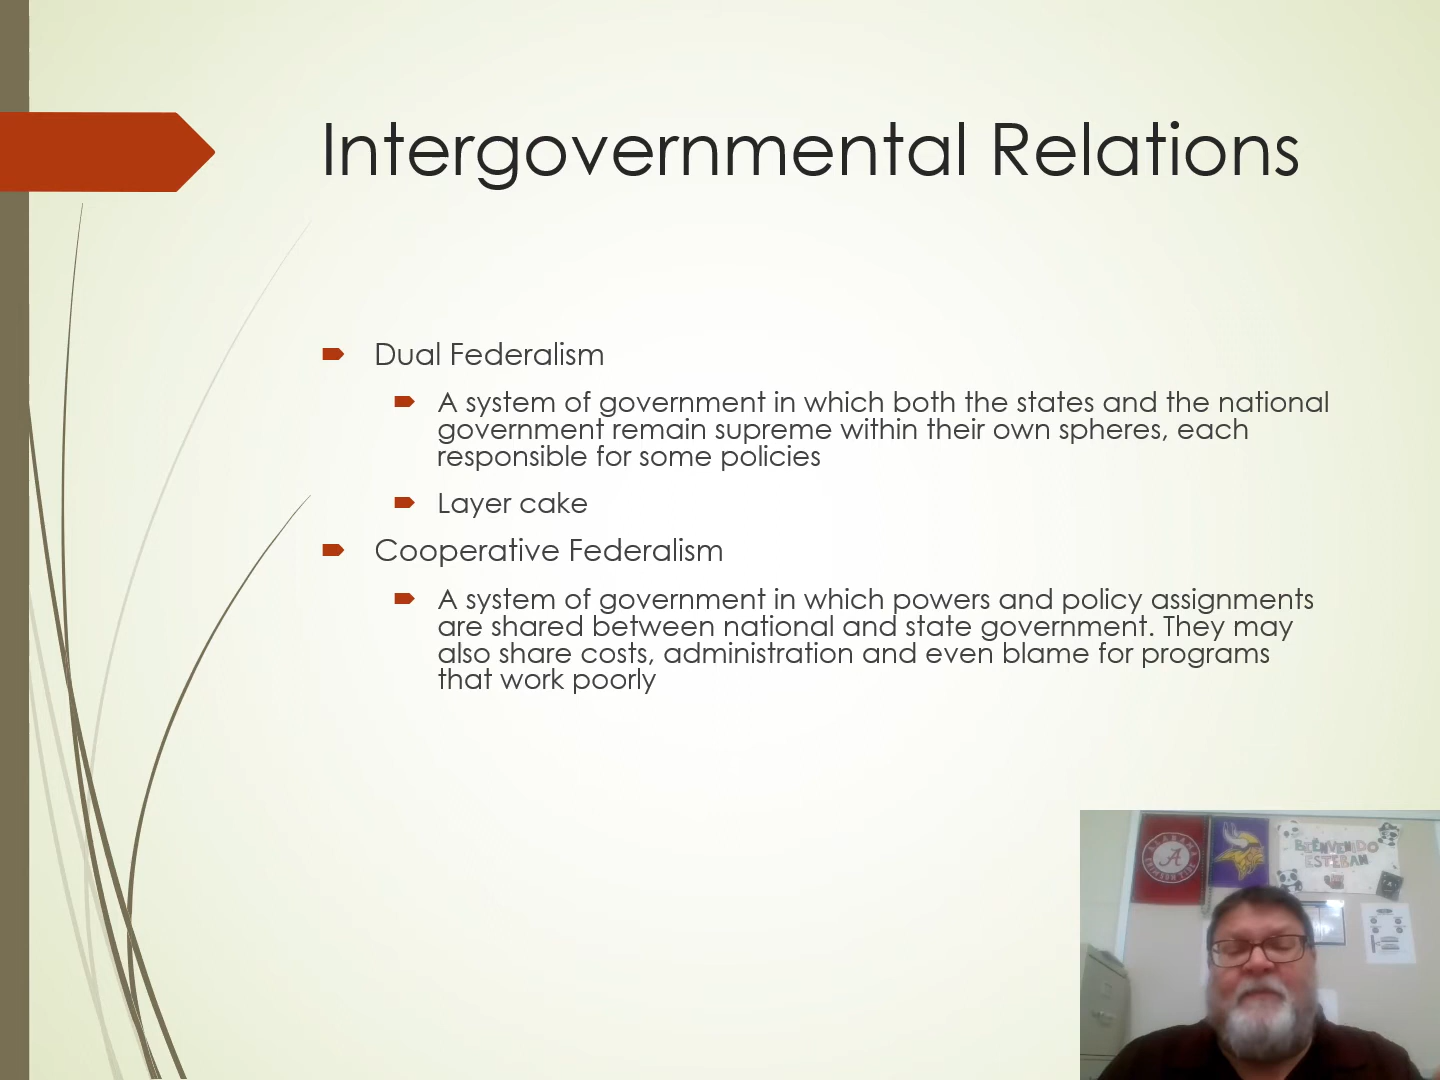 Intergovernmental Relations
Dual Federalism
A system of government in which both the states and the national
government remain supreme within their own spheres, each
responsible for some policies
Layer cake
Cooperative Federalism
A system of government in which powers and policy assignments
are shared between national and state government. They may
also share costs, administration and even blame for programs
that work poorly
ALABAMA
A
BIENVENIDO
ESTEBAN